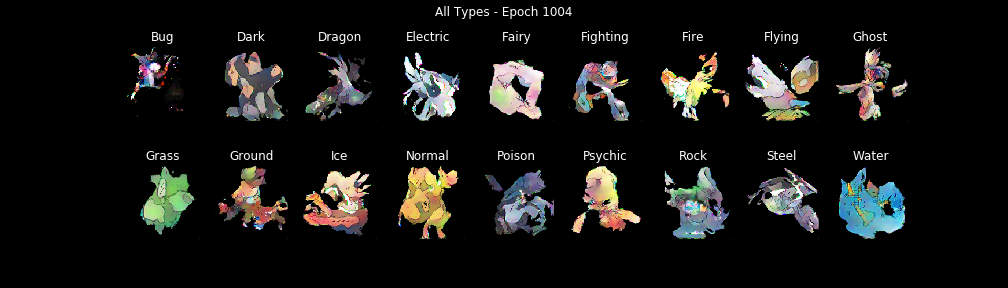 All Types - Epoch 1004
Bug Dark Dragon Electric Fairy Fighting Fire Flying Ghost
Grass Ground Ice Normal Poison Psychic Rock Steel Water